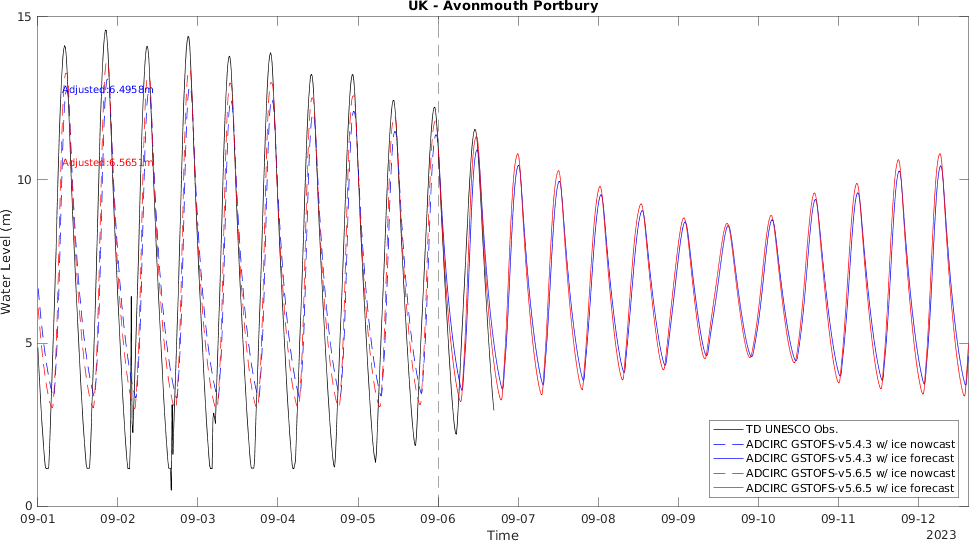 UK - Avonmouth Portbury
15
Adjusted:6.4958m
Adjusted:6.5651m
10
Water Level (m)
5
TD UNESCO Obs.
ADCIRC GSTOFS-v5.4.3 w/ ice nowcast
ADCIRC GSTOFS-v5.4.3 w/ ice forecast
ADCIRC GSTOFS-v5.6.5 w/ ice nowcast
ADCIRC GSTOFS-v5.6.5 w/ ice forecast
0
09-01 09-02 09-03 09-04 09-05 09-06 09-07 09-08 09-09 09-10 09-11 09-12
Time
2023